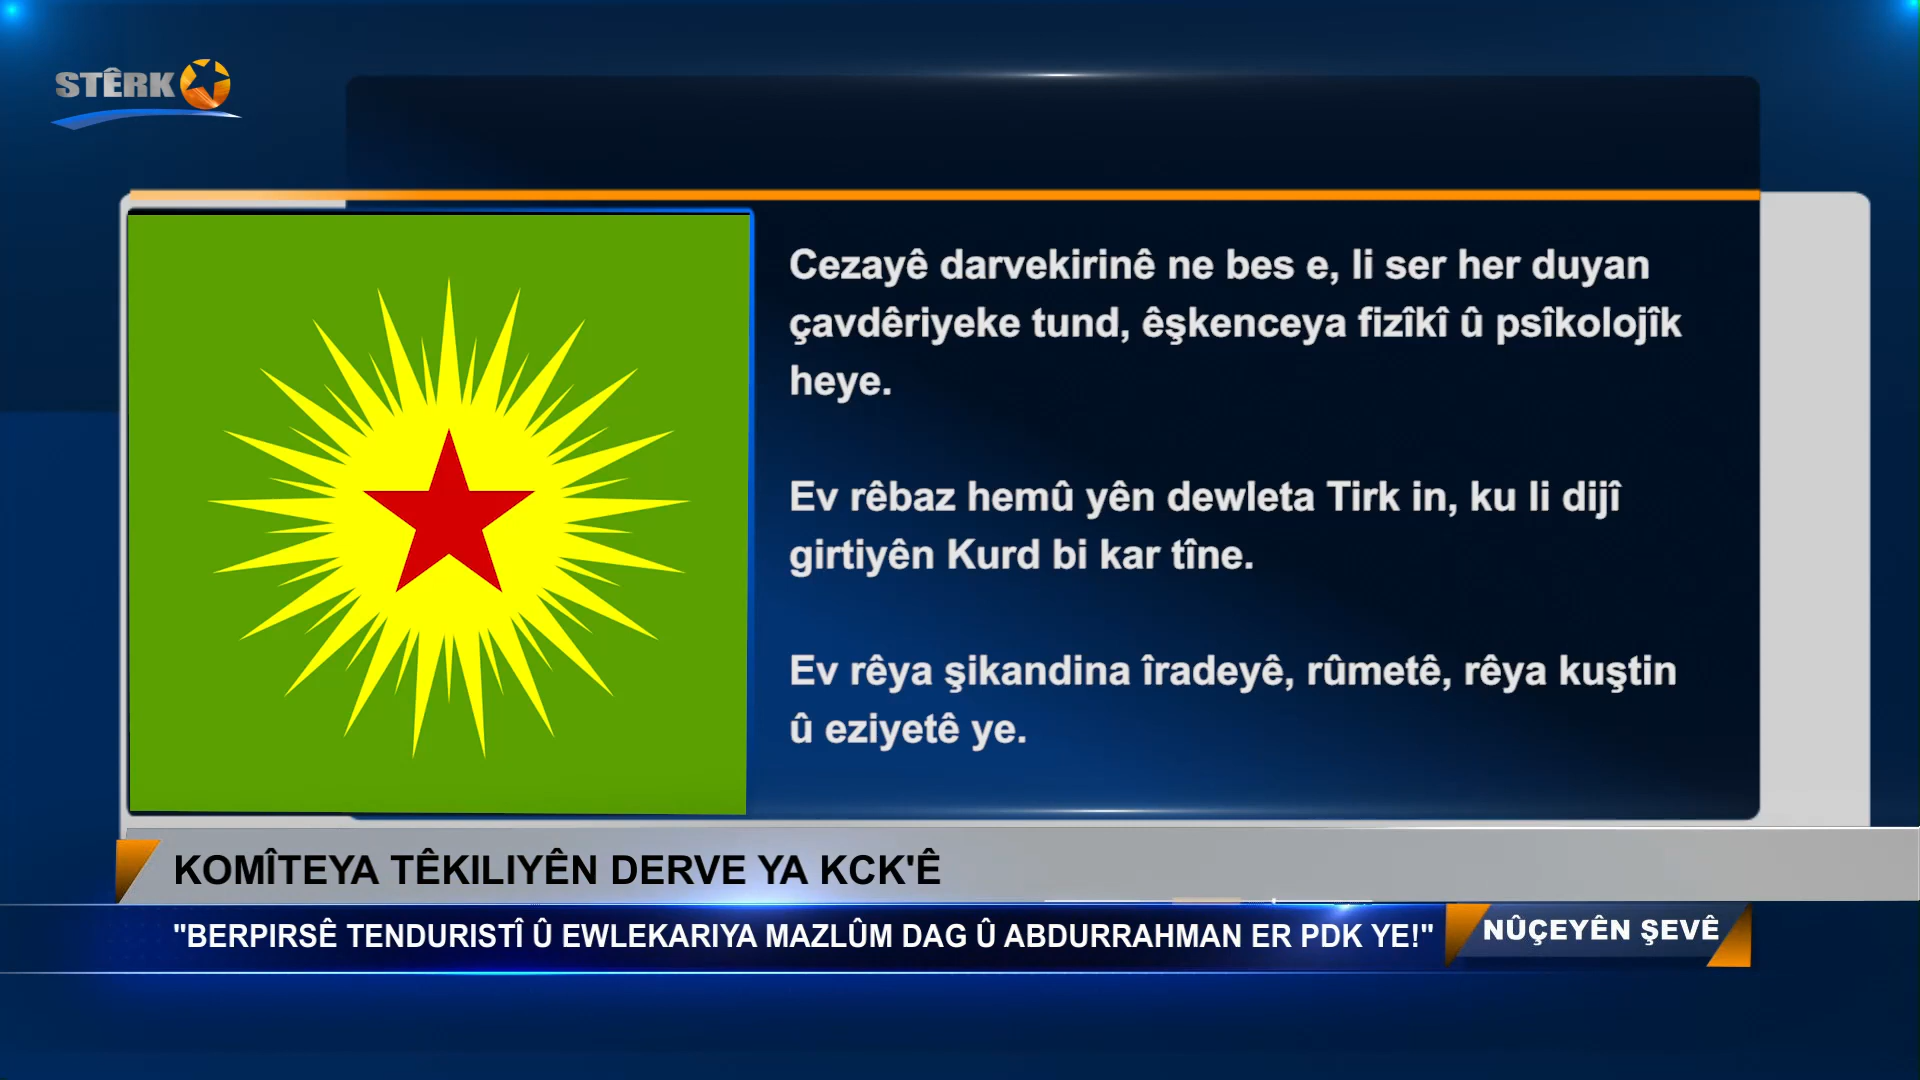 STÊRK
Cezayê darvekirinê ne bes e, li ser her duyan
çavdêriyeke tund, êşkenceya fizîkî û psîkolojîk
heye.
Ev rêbaz hemû yên dewleta Tirk in, ku li dijî
girtiyên Kurd bi kar tîne.
Ev rêya şikandina îradeyê, rûmetê, rêya kuştin
û eziyetê ye.
KOMÎTEYA TÊKILIYÊN DERVE YA KCK'Ê
"BERPIRSÊ TENDURISTÎ Û EWLEKARIYA MAZLÛM DAG Û ABDURRAHMAN ER PDK YE!"
NÛÇEYÊN ŞEVÊ